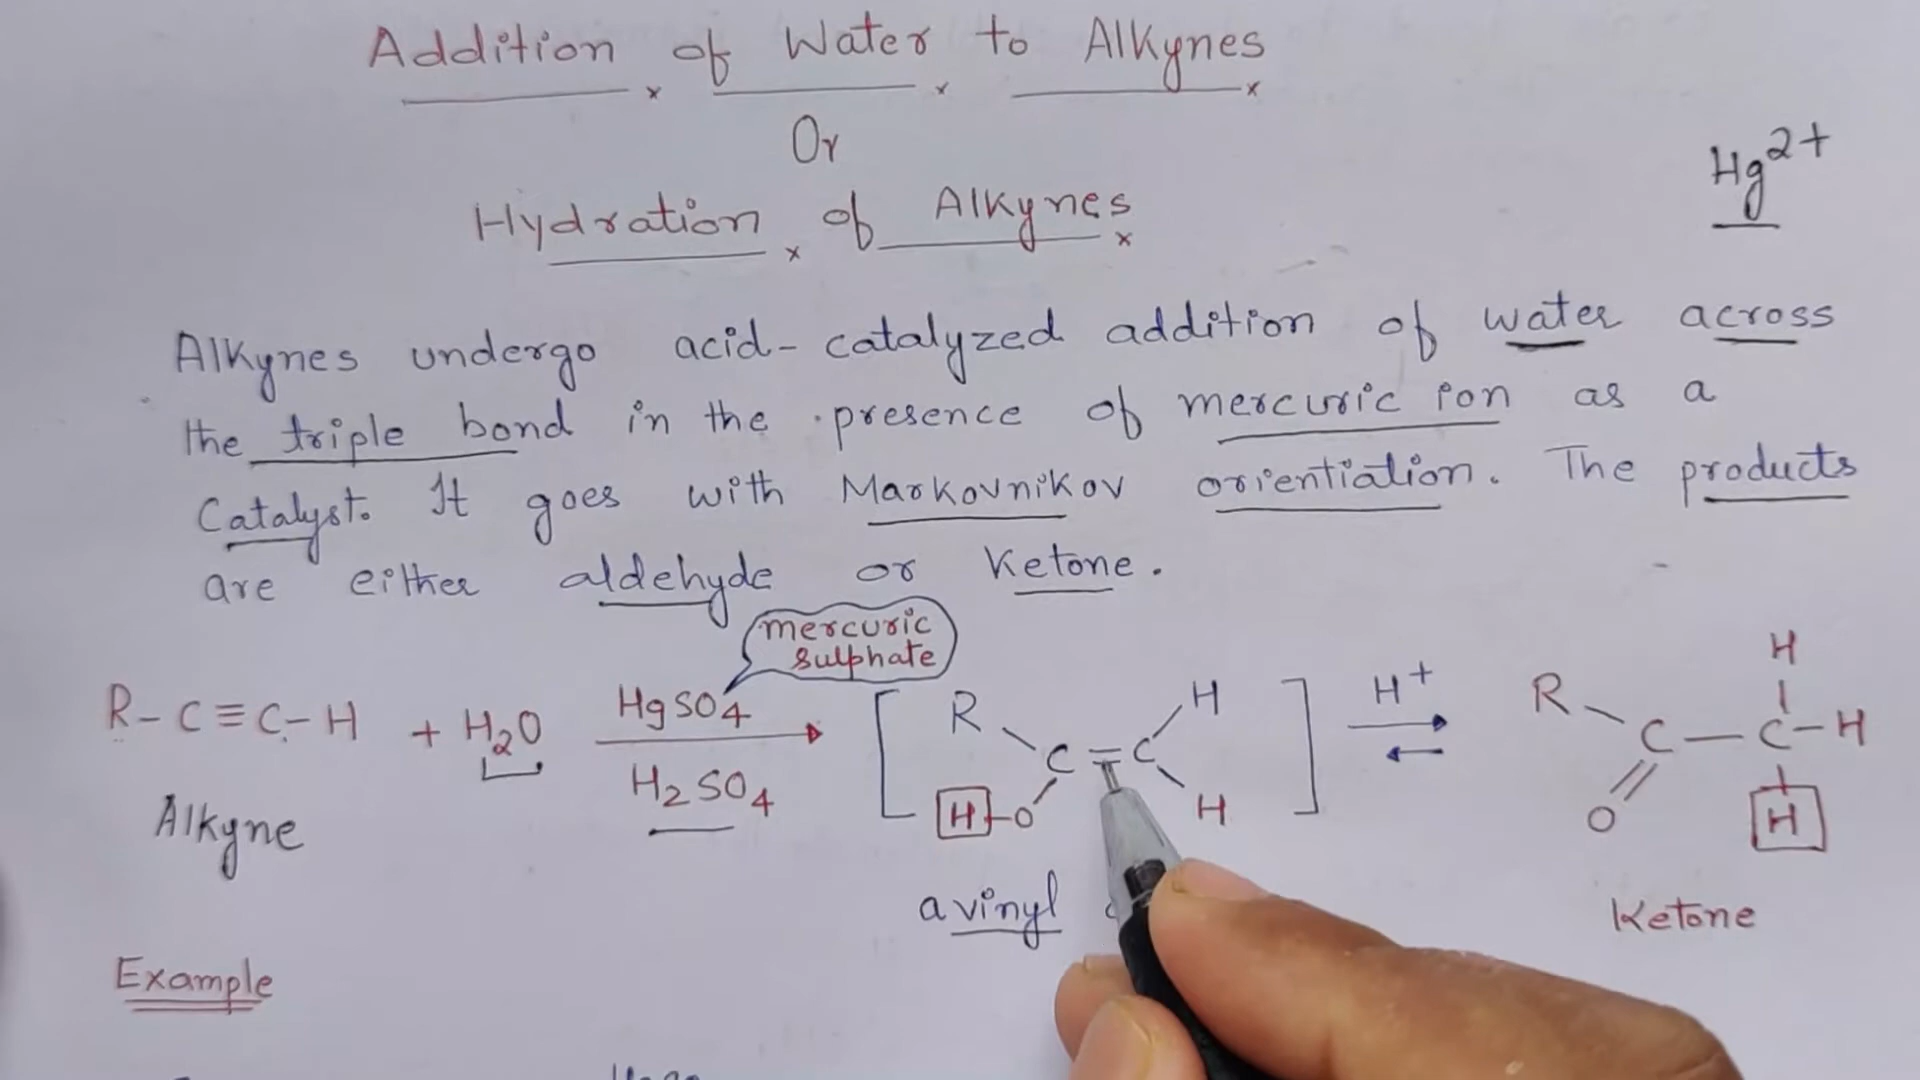 Addition of Water to Alkynes
Or
Hydration of Alkynes
Hg2+
Alkynes undergo acid-catalyzed addition of water across
the triple bond in the presence of mercuric ion as a
Catalyst. It goes with Markovnikov orientiation. The products
are either aldehyde or Ketone.
mercuric
sulphate
R-C≡C-H + H2O
HgSO4
H2SO4
[R C=C H
H-O H]
H+
R C-C-H
H
O H
Alkyne
a vinyl
Ketone
Example